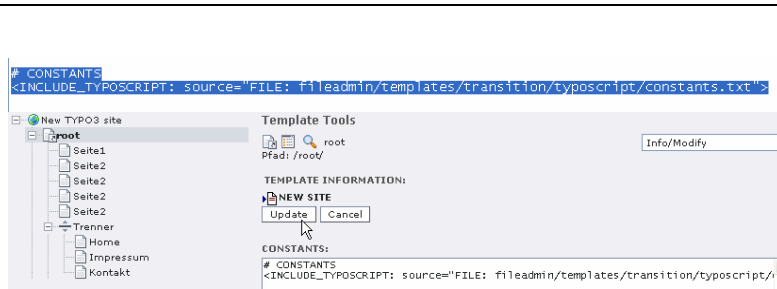 # CONSTANTS
<INCLUDE_TYPOSCRIPT: source="FILE: fileadmin/templates/transition/typoscript/constants.txt">
New TYPO3 site
root
Seite1
Seite2
Seite2
Seite2
Seite2
Trenner
Home
Impressum
Kontakt
Template Tools
root
Info/Modify
Pfad: /root/
TEMPLATE INFORMATION:
NEW SITE
Update Cancel
CONSTANTS:
# CONSTANTS
<INCLUDE_TYPOSCRIPT: source="FILE: fileadmin/templates/transition/typoscript/